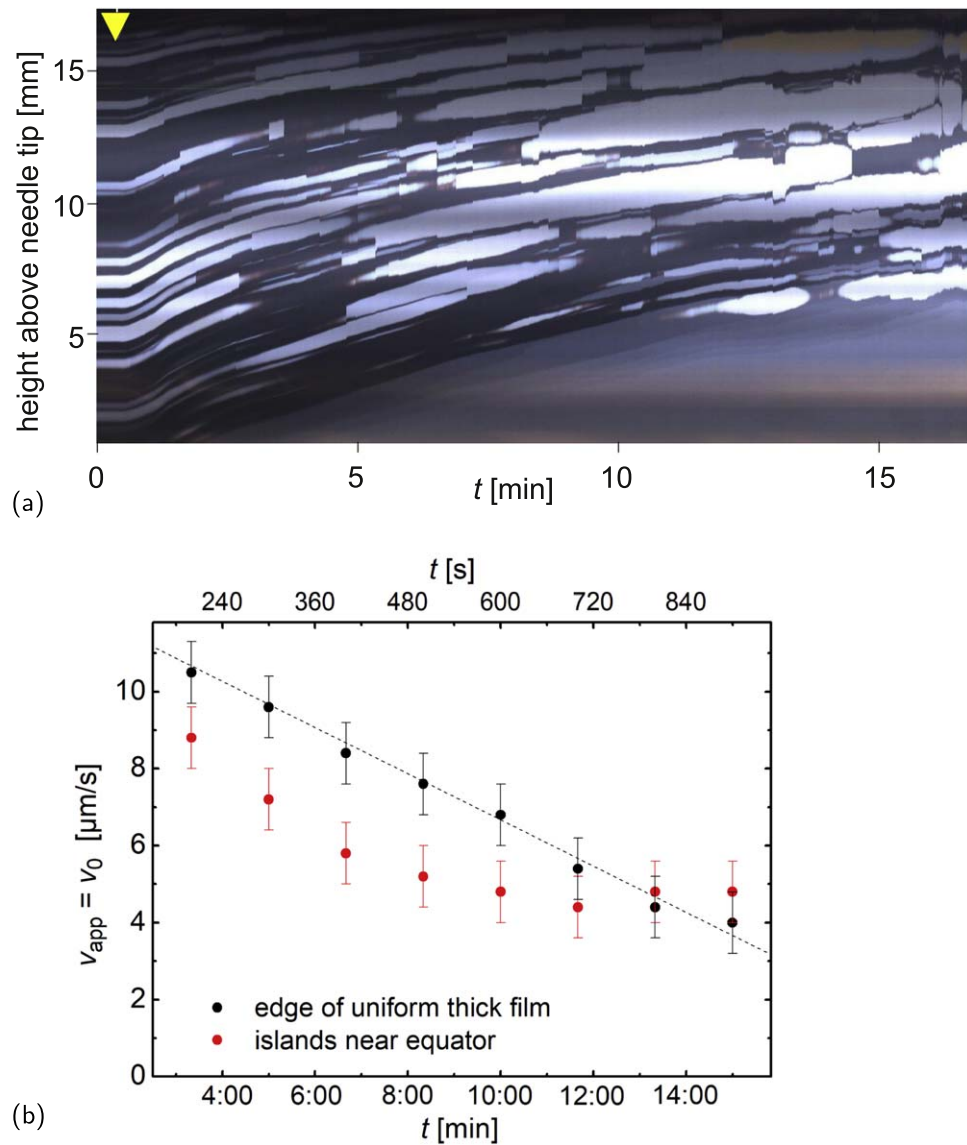 height above needle tip [mm]
15
10
5
0 5 10 15
t [min]
(a)
t [s]
240 360 480 600 720 840
v_app = v_0 [µm/s]
10
8
6
4
2
0
edge of uniform thick film
islands near equator
4:00 6:00 8:00 10:00 12:00 14:00
t [min]
(b)